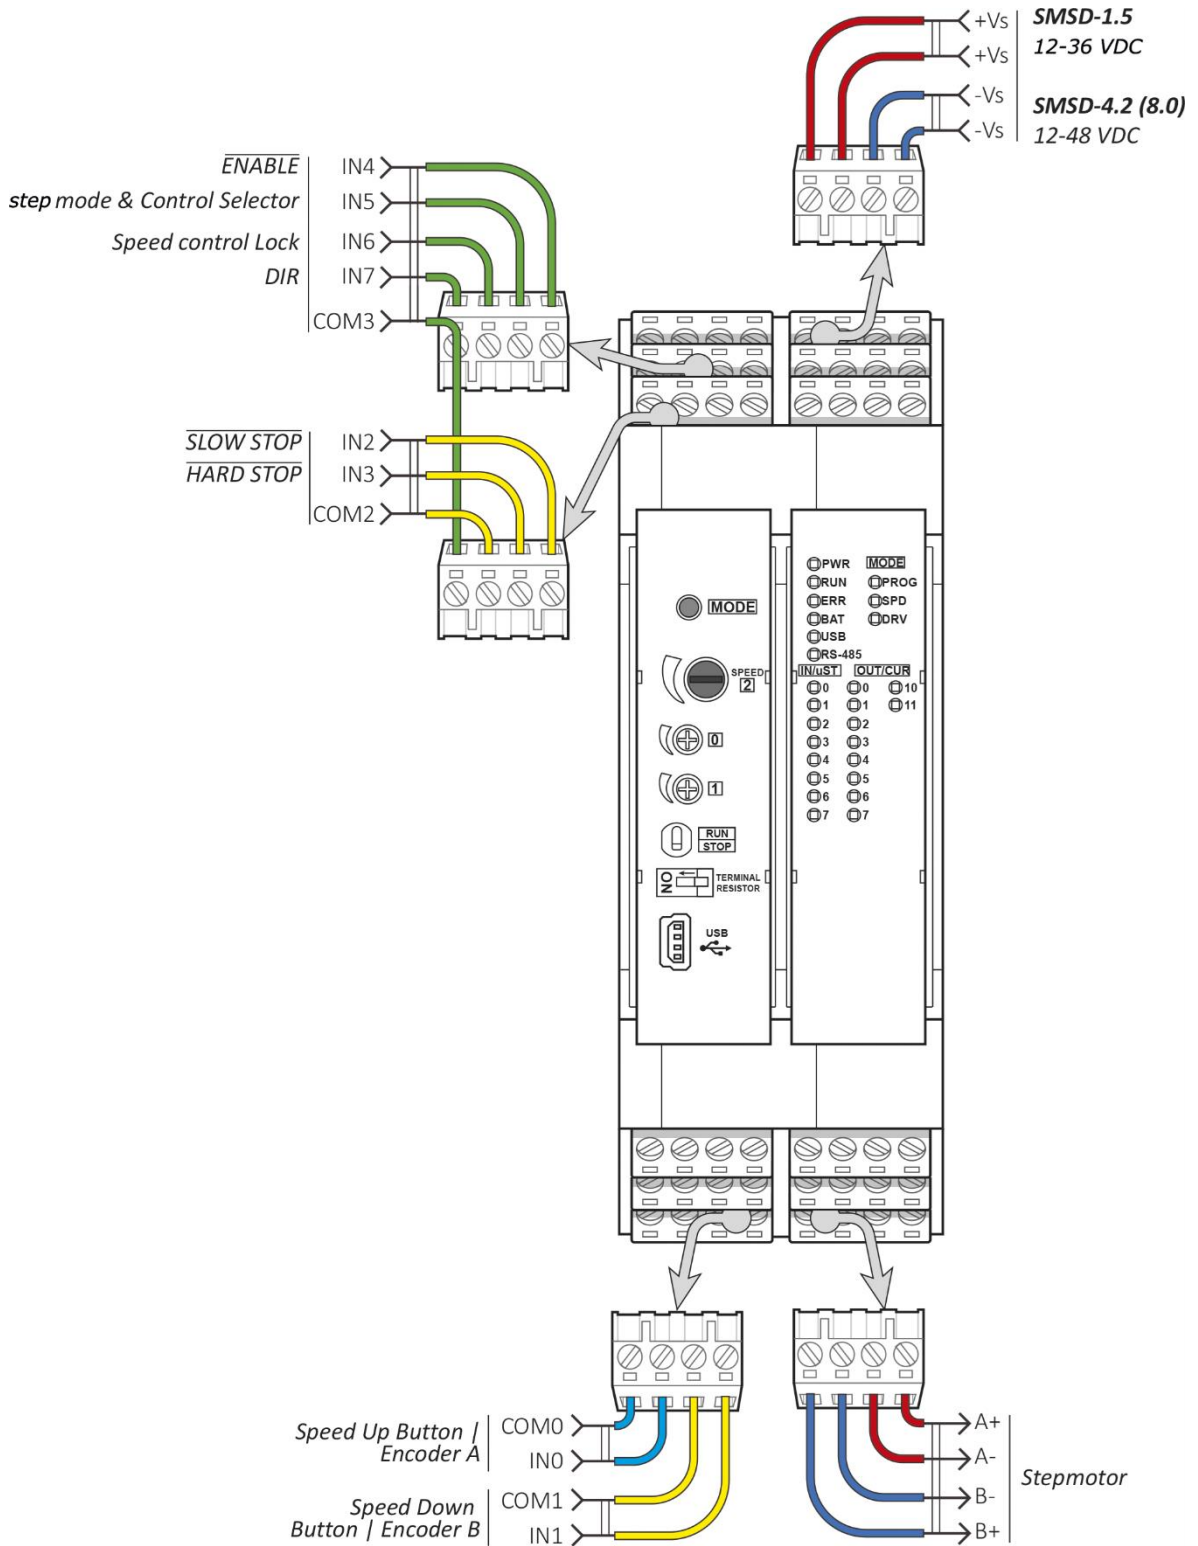 +Vs
SMSD-1.5
+Vs
12-36 VDC
-Vs
SMSD-4.2 (8.0)
-Vs
12-48 VDC
ENABLE IN4
step mode & Control Selector IN5
Speed control Lock IN6
DIR IN7
COM3
SLOW STOP IN2
HARD STOP IN3
COM2
MODE
SPEED
2
0
1
RUN
STOP
ON
TERMINAL
RESISTOR
USB
PWR MODE
RUN PROG
ERR SPD
BAT DRV
USB
RS-485
IN/uST OUT/CUR
0 0 10
1 1 11
2 2
3 3
4 4
5 5
6 6
7 7
Speed Up Button |
Encoder A
COM0
IN0
Speed Down
Button | Encoder B
COM1
IN1
A+
A-
B-
B+
Stepmotor